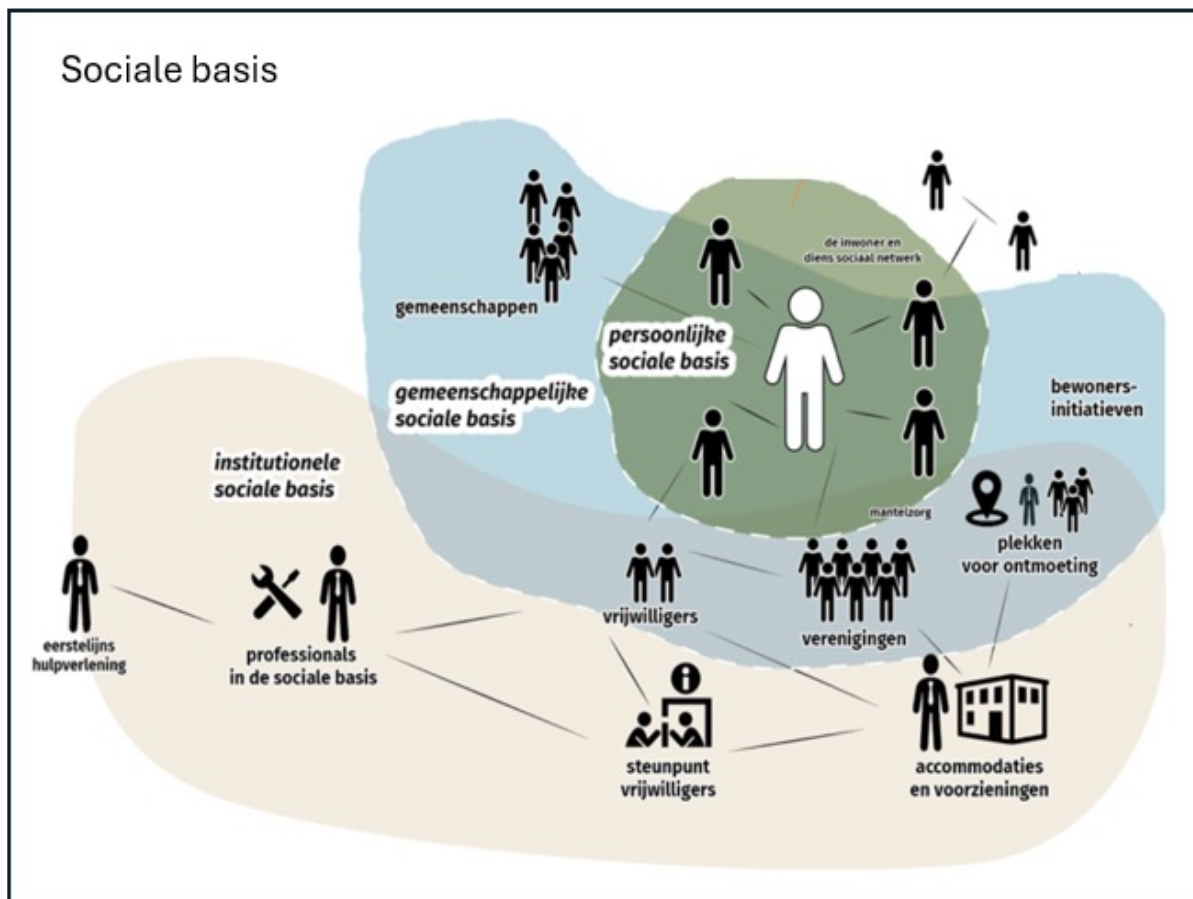 Sociale basis
de inwoner en
diens sociaal netwerk
gemeenschappen
persoonlijke
sociale basis
gemeenschappelijke
sociale basis
bewoners-
initiatieven
institutionele
sociale basis
mantelzorg
plekken
voor ontmoeting
vrijwilligers
verenigingen
eerstelijns
hulpverlening
professionals
in de sociale basis
steunpunt
vrijwilligers
accommodaties
en voorzieningen